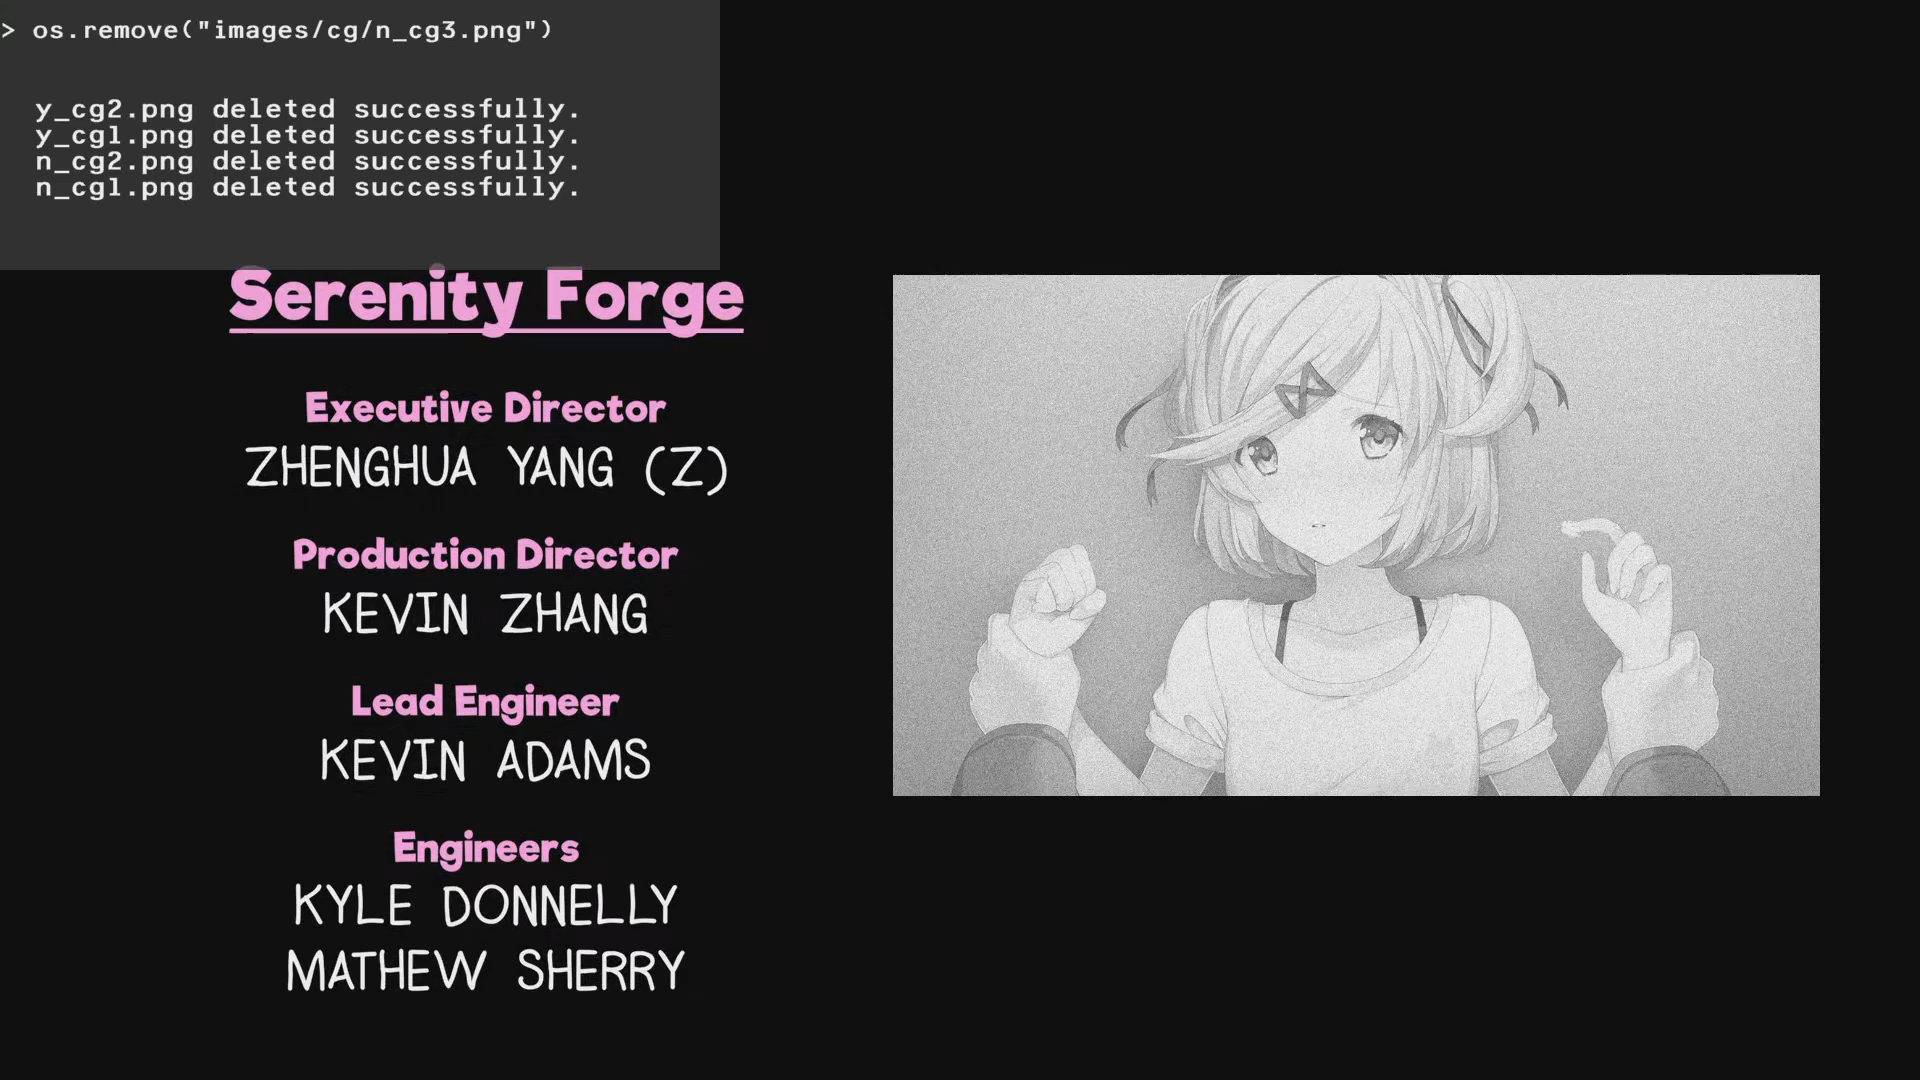 > os.remove("images/cg/n_cg3.png")
y_cg2.png deleted successfully.
y_cg1.png deleted successfully.
n_cg2.png deleted successfully.
n_cg1.png deleted successfully.
Serenity Forge
Executive Director
ZHENGHUA YANG (Z)
Production Director
KEVIN ZHANG
Lead Engineer
KEVIN ADAMS
Engineers
KYLE DONNELLY
MATHEW SHERRY